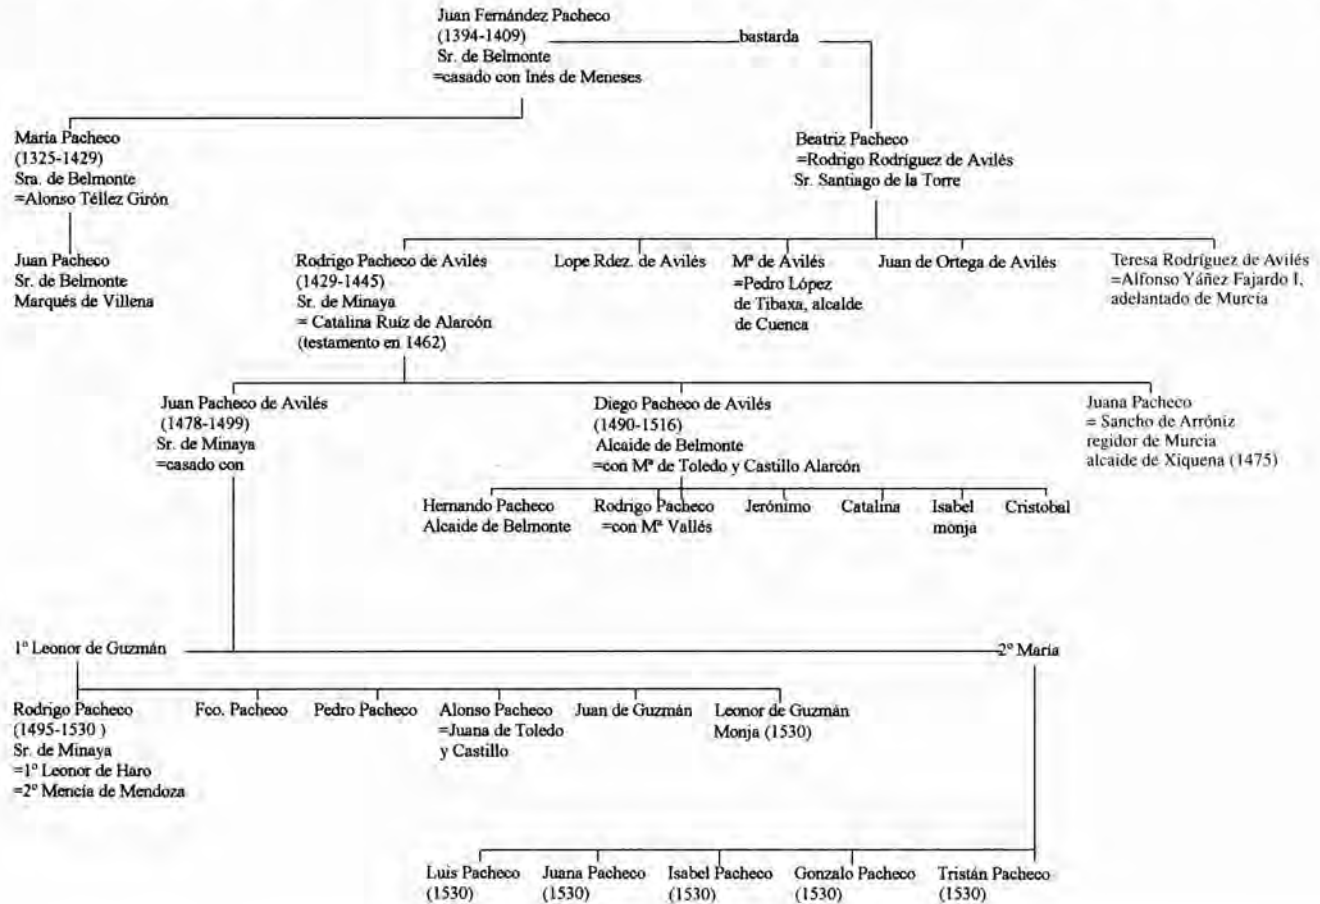 Juan Fernández Pacheco
(1394-1409)
bastarda
Sr. de Belmonte
=casado con Inés de Meneses
María Pacheco
(1325-1429)
Sra. de Belmonte
=Alonso Téllez Girón
Beatriz Pacheco
=Rodrigo Rodríguez de Avilés
Sr. Santiago de la Torre
Juan Pacheco
Sr. de Belmonte
Marqués de Villena
Rodrigo Pacheco de Avilés
(1429-1445)
Sr. de Minaya
= Catalina Ruíz de Alarcón
(testamento en 1462)
Lope Rdez. de Avilés
Mª de Avilés
=Pedro López
de Tibaxa, alcalde
de Cuenca
Juan de Ortega de Avilés
Teresa Rodríguez de Avilés
=Alfonso Yáñez Fajardo I,
adelantado de Murcia
Juan Pacheco de Avilés
(1478-1499)
Sr. de Minaya
=casado con
Diego Pacheco de Avilés
(1490-1516)
Alcaide de Belmonte
=con Mª de Toledo y Castillo Alarcón
Juana Pacheco
= Sancho de Arróniz
regidor de Murcia
alcaide de Xiquena (1475)
Hernando Pacheco
Alcaide de Belmonte
Rodrigo Pacheco
=con Mª Vallés
Jerónimo
Catalina
Isabel
monja
Cristobal
1º Leonor de Guzmán
2º María
Rodrigo Pacheco
(1495-1530 )
Sr. de Minaya
=1º Leonor de Haro
=2º Mencía de Mendoza
Fco. Pacheco
Pedro Pacheco
Alonso Pacheco
=Juana de Toledo
y Castillo
Juan de Guzmán
Leonor de Guzmán
Monja (1530)
Luis Pacheco
(1530)
Juana Pacheco
(1530)
Isabel Pacheco
(1530)
Gonzalo Pacheco
(1530)
Tristán Pacheco
(1530)